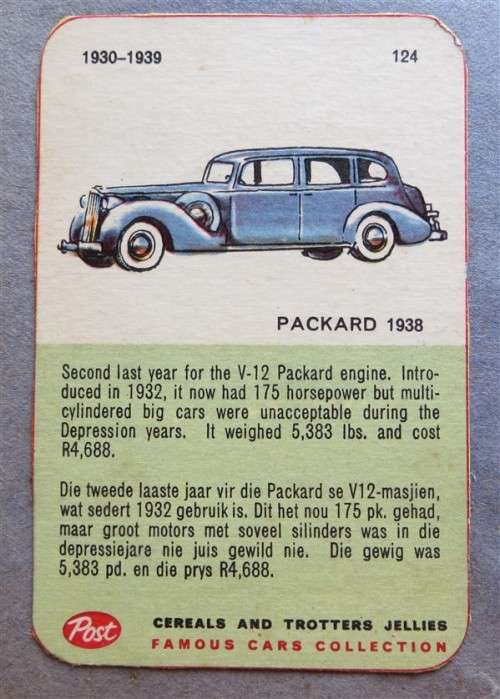 1930–1939 124
PACKARD 1938
Second last year for the V-12 Packard engine. Intro-
duced in 1932, it now had 175 horsepower but multi-
cylindered big cars were unacceptable during the
Depression years. It weighed 5,383 lbs. and cost
R4,688.
Die tweede laaste jaar vir die Packard se V12-masjien,
wat sedert 1932 gebruik is. Dit het nou 175 pk. gehad,
maar groot motors met soveel silinders was in die
depressiejare nie juis gewild nie. Die gewig was
5,383 pd. en die prys R4,688.
Post
CEREALS AND TROTTERS JELLIES
FAMOUS CARS COLLECTION